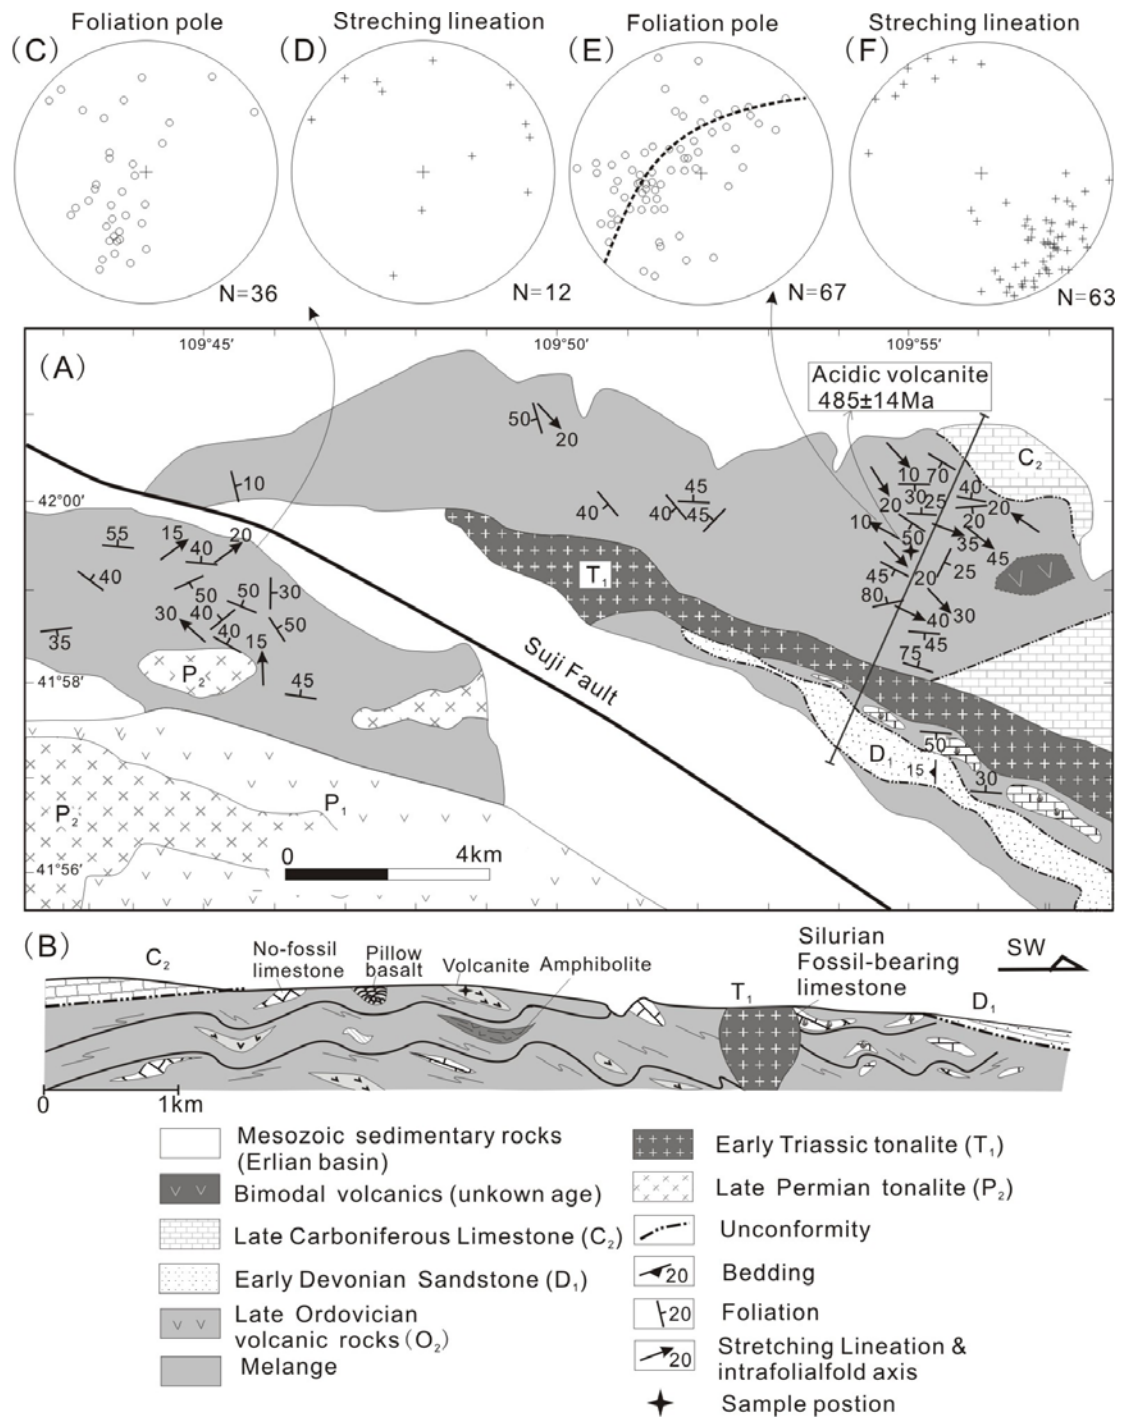 Foliation pole
Streching lineation
Foliation pole
Streching lineation
(C)
(D)
(E)
(F)
N=36
N=12
N=67
N=63
(A)
109°45′
109°50′
109°55′
Acidic volcanite
485±14Ma
C₂
50
20
10
45
40
40
45
10
70
30
25
40
20
20
20
10
50
35
45
45
20
25
80
40
30
45
75
42°00′
55
15
20
40
40
50
50
30
30
40
50
40
15
35
45
T₁
P₂
Suji Fault
41°58′
D₁
15
50
30
P₁
P₂
0
4km
41°56′
(B)
C₂
No-fossil
limestone
Pillow
basalt
Volcanite
Amphibolite
T₁
Silurian
Fossil-bearing
limestone
D₁
SW
0
1km
Mesozoic sedimentary rocks
(Erlian basin)
Bimodal volcanics (unkown age)
Late Carboniferous Limestone (C₂)
Early Devonian Sandstone (D₁)
Late Ordovician
volcanic rocks (O₂)
Melange
Early Triassic tonalite (T₁)
Late Permian tonalite (P₂)
Unconformity
20
Bedding
20
Foliation
20
Stretching Lineation &
intrafolialfold axis
Sample postion